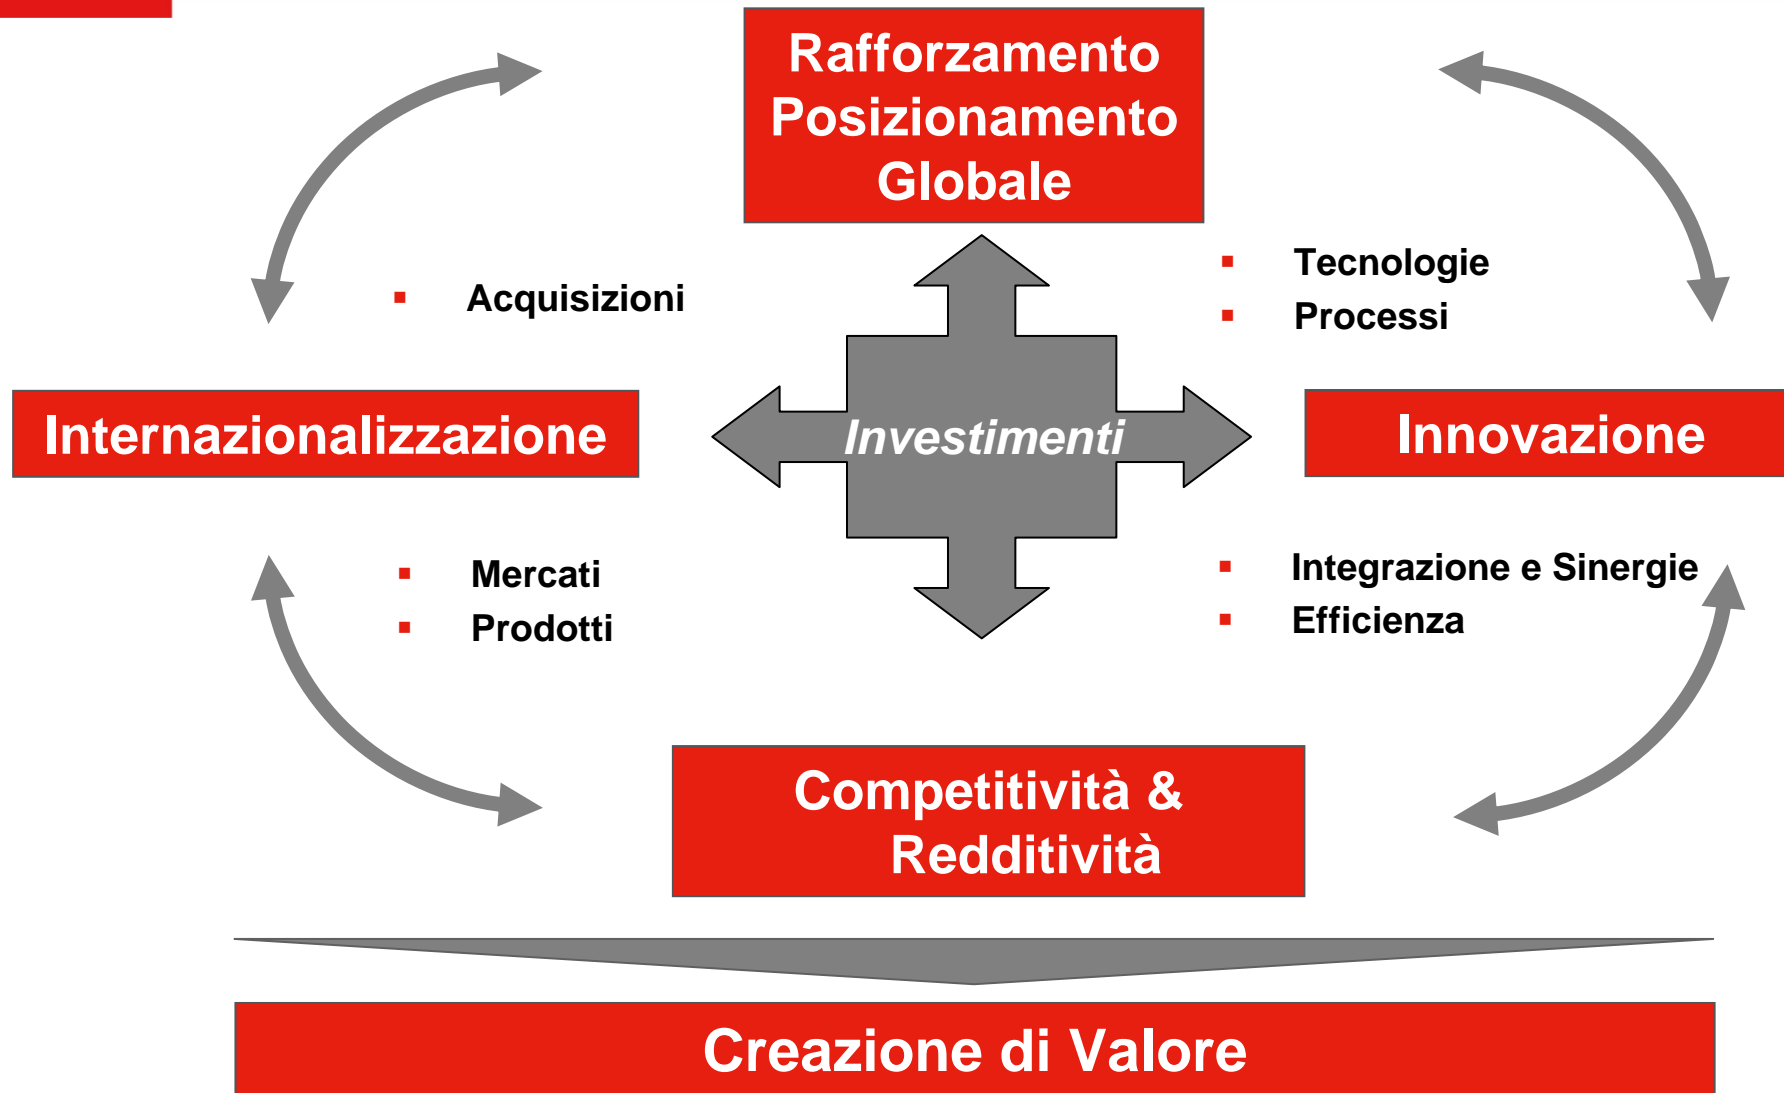 Rafforzamento
Posizionamento
Globale
Acquisizioni
Tecnologie
Processi
Internazionalizzazione
Investimenti
Innovazione
Mercati
Prodotti
Integrazione e Sinergie
Efficienza
Competitività &
Redditività
Creazione di Valore